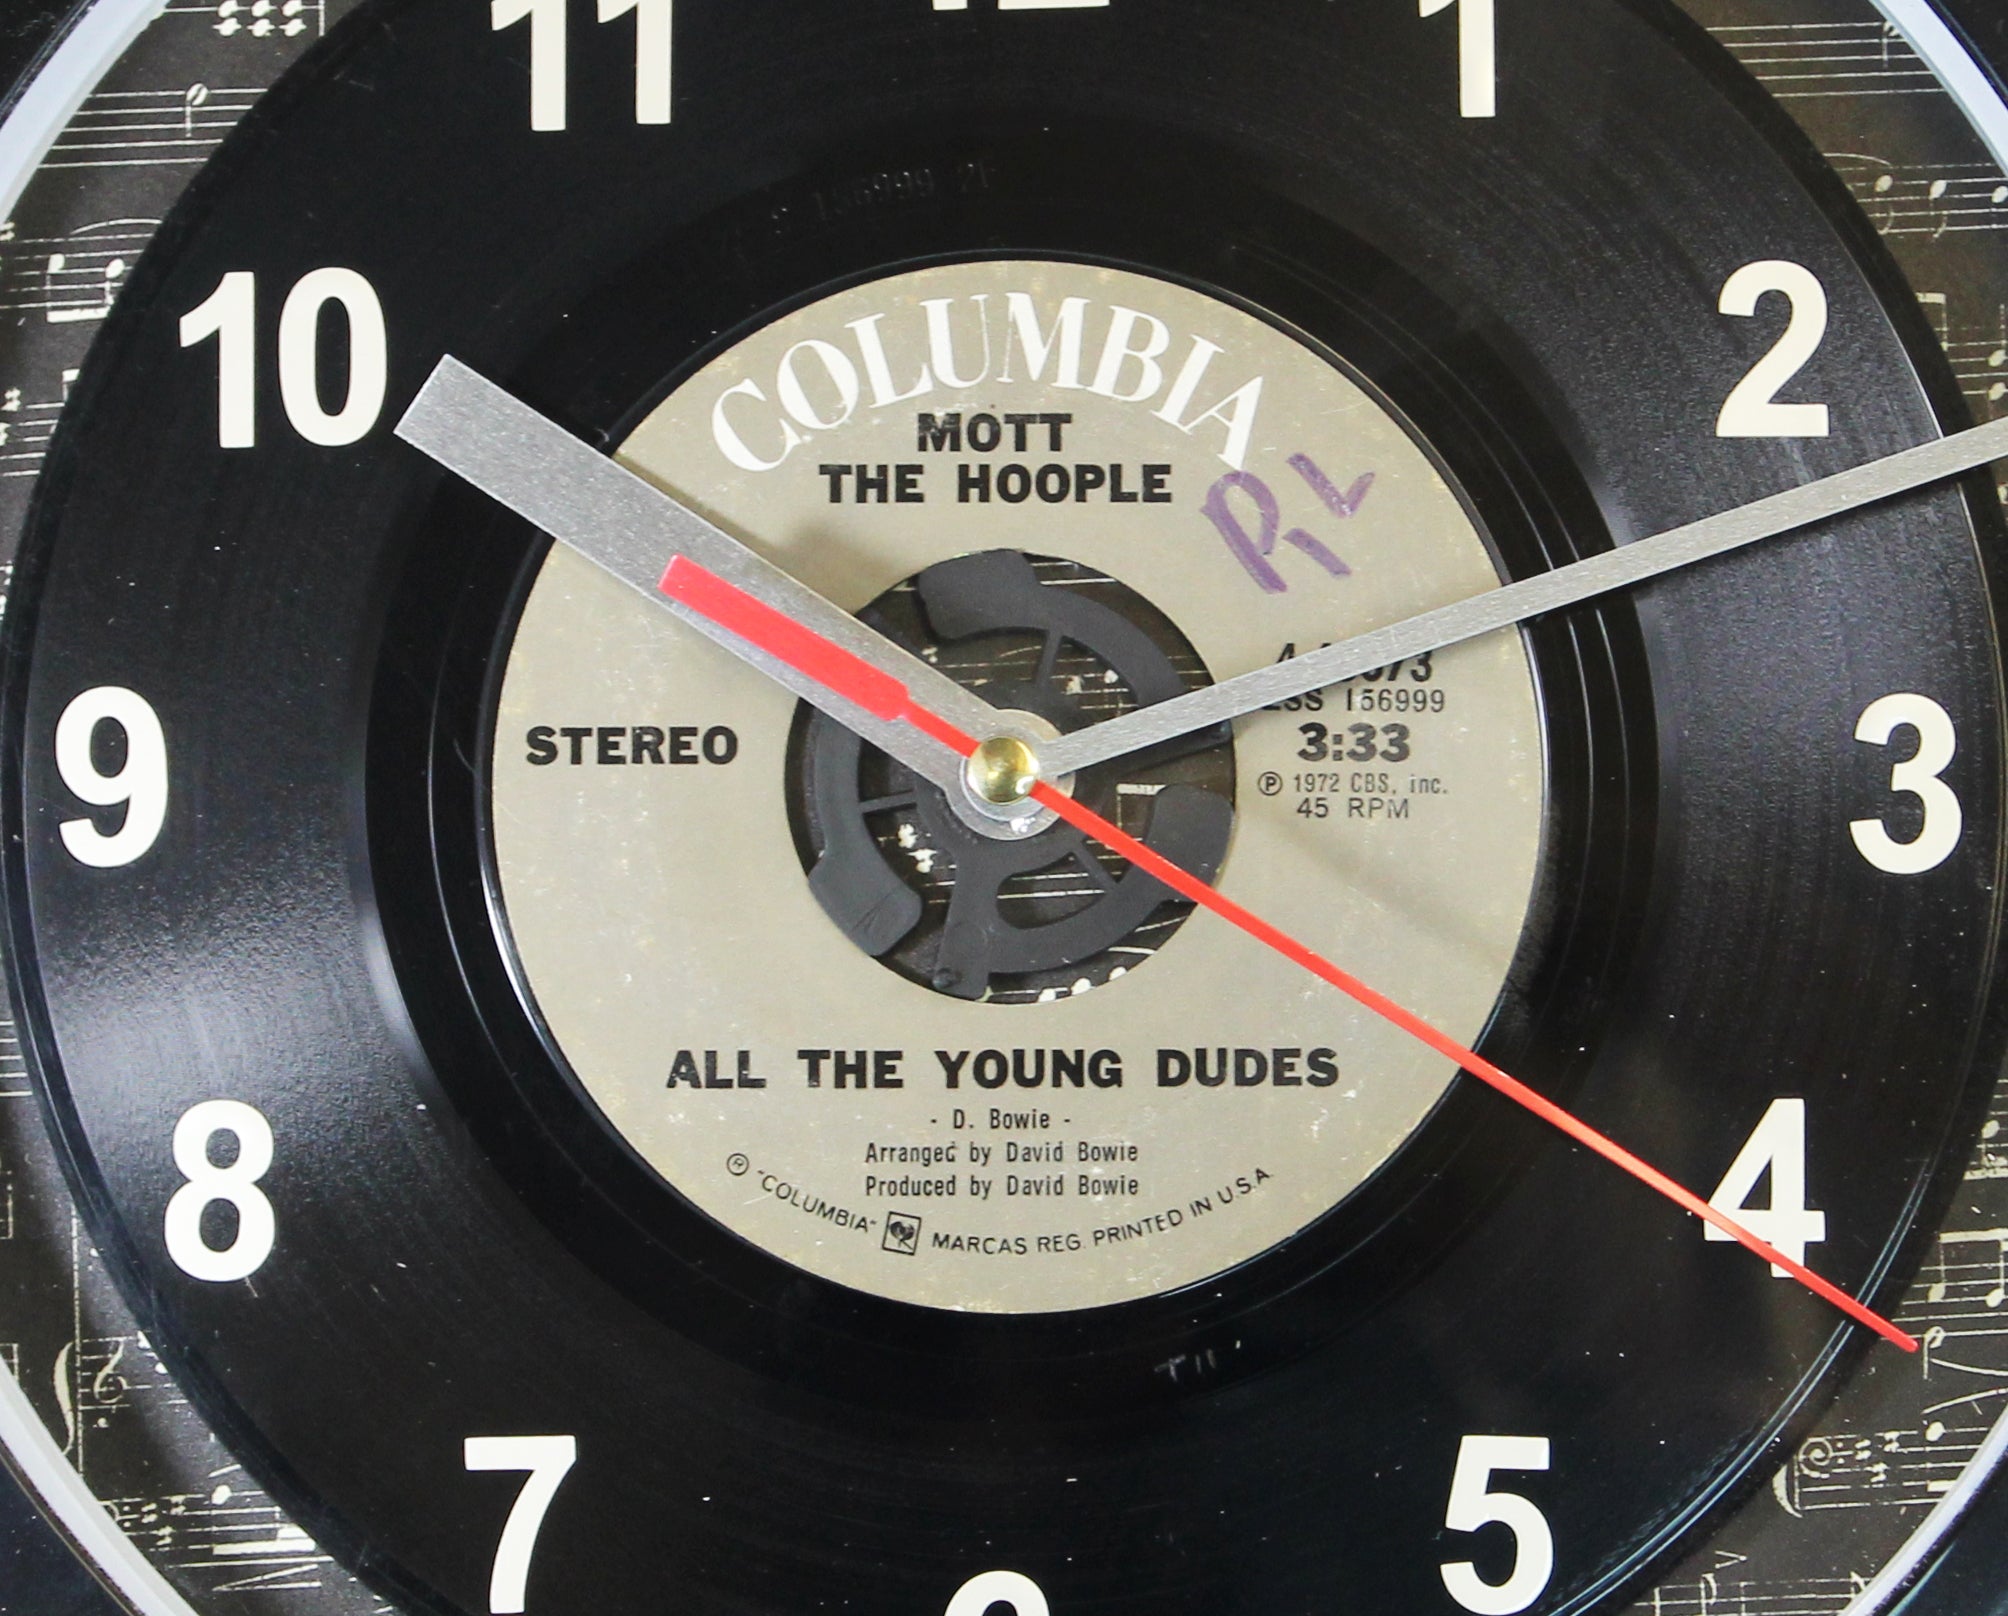 11
1
10
2
COLUMBIA
MOTT
THE HOOPLE
156999
9
STEREO
3:33
3
℗ 1972 CBS, inc.
45 RPM
ALL THE YOUNG DUDES
- D. Bowie -
Arranged by David Bowie
Produced by David Bowie
® "COLUMBIA" MARCAS REG. PRINTED IN U.S.A.
8
4
7
5